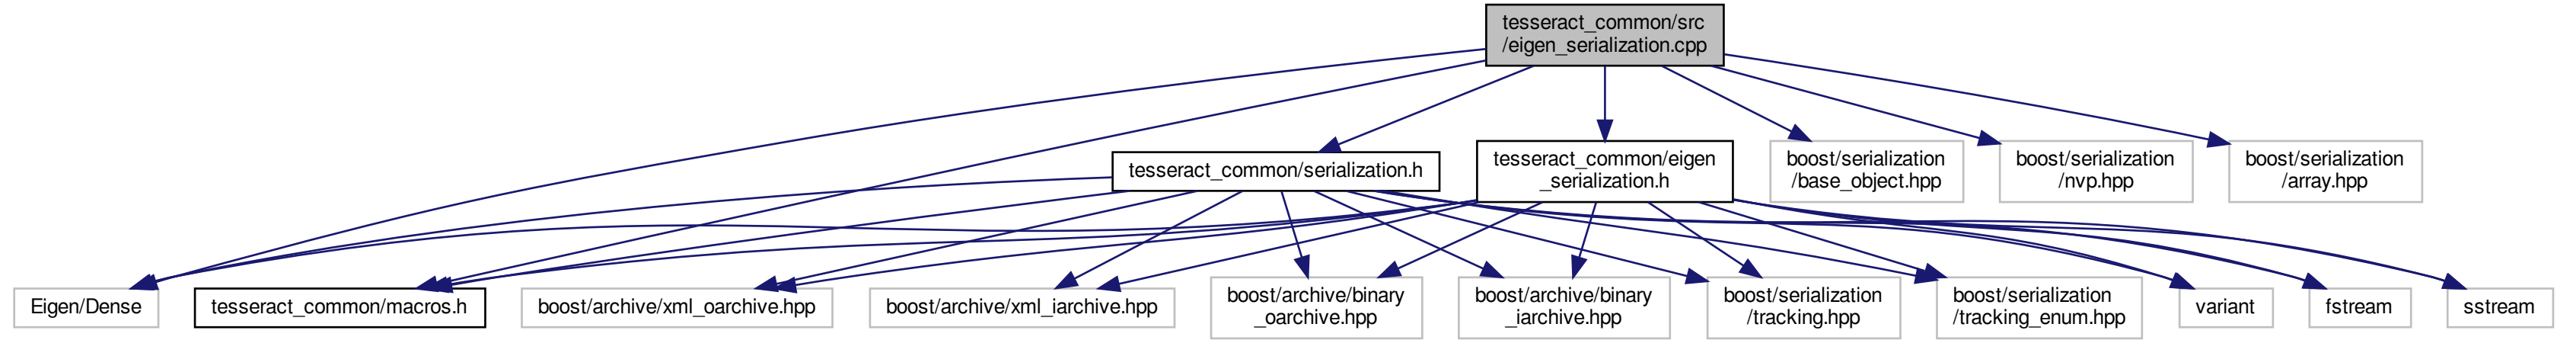 tesseract_common/src
/eigen_serialization.cpp
tesseract_common/serialization.h
tesseract_common/eigen
_serialization.h
boost/serialization
/base_object.hpp
boost/serialization
/nvp.hpp
boost/serialization
/array.hpp
Eigen/Dense
tesseract_common/macros.h
boost/archive/xml_oarchive.hpp
boost/archive/xml_iarchive.hpp
boost/archive/binary
_oarchive.hpp
boost/archive/binary
_iarchive.hpp
boost/serialization
/tracking.hpp
boost/serialization
/tracking_enum.hpp
variant
fstream
sstream